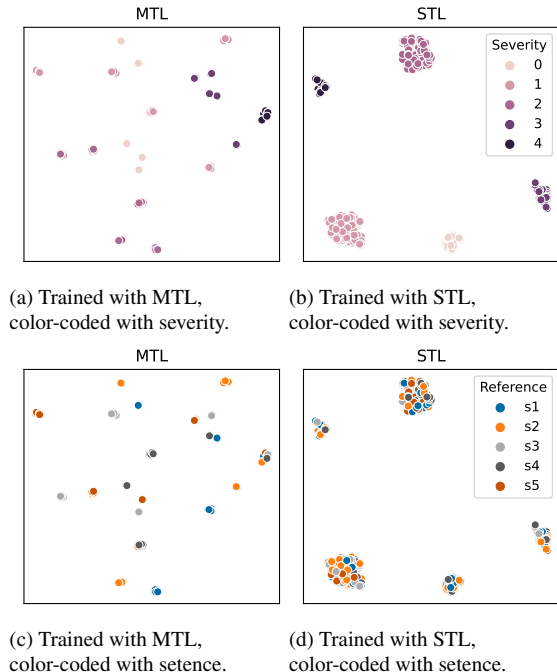 MTL
STL
Severity
0
1
2
3
4
(a) Trained with MTL,
color-coded with severity.
(b) Trained with STL,
color-coded with severity.
MTL
STL
Reference
s1
s2
s3
s4
s5
(c) Trained with MTL,
color-coded with setence.
(d) Trained with STL,
color-coded with setence.